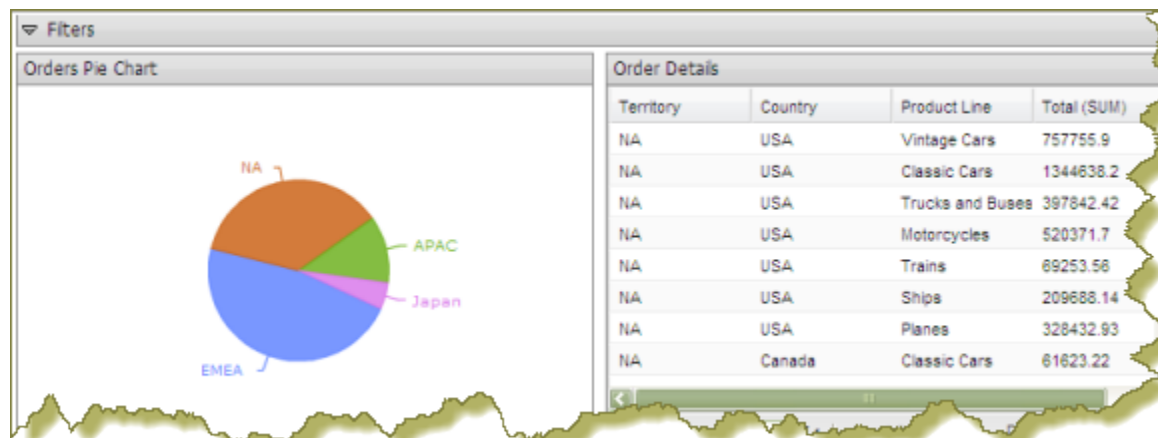 Filters
Orders Pie Chart
NA
APAC
Japan
EMEA
Order Details
Territory Country Product Line Total (SUM)
NA USA Vintage Cars 757755.9
NA USA Classic Cars 1344638.2
NA USA Trucks and Buses 397842.42
NA USA Motorcycles 520371.7
NA USA Trains 69253.56
NA USA Ships 209688.14
NA USA Planes 328432.93
NA Canada Classic Cars 61623.22